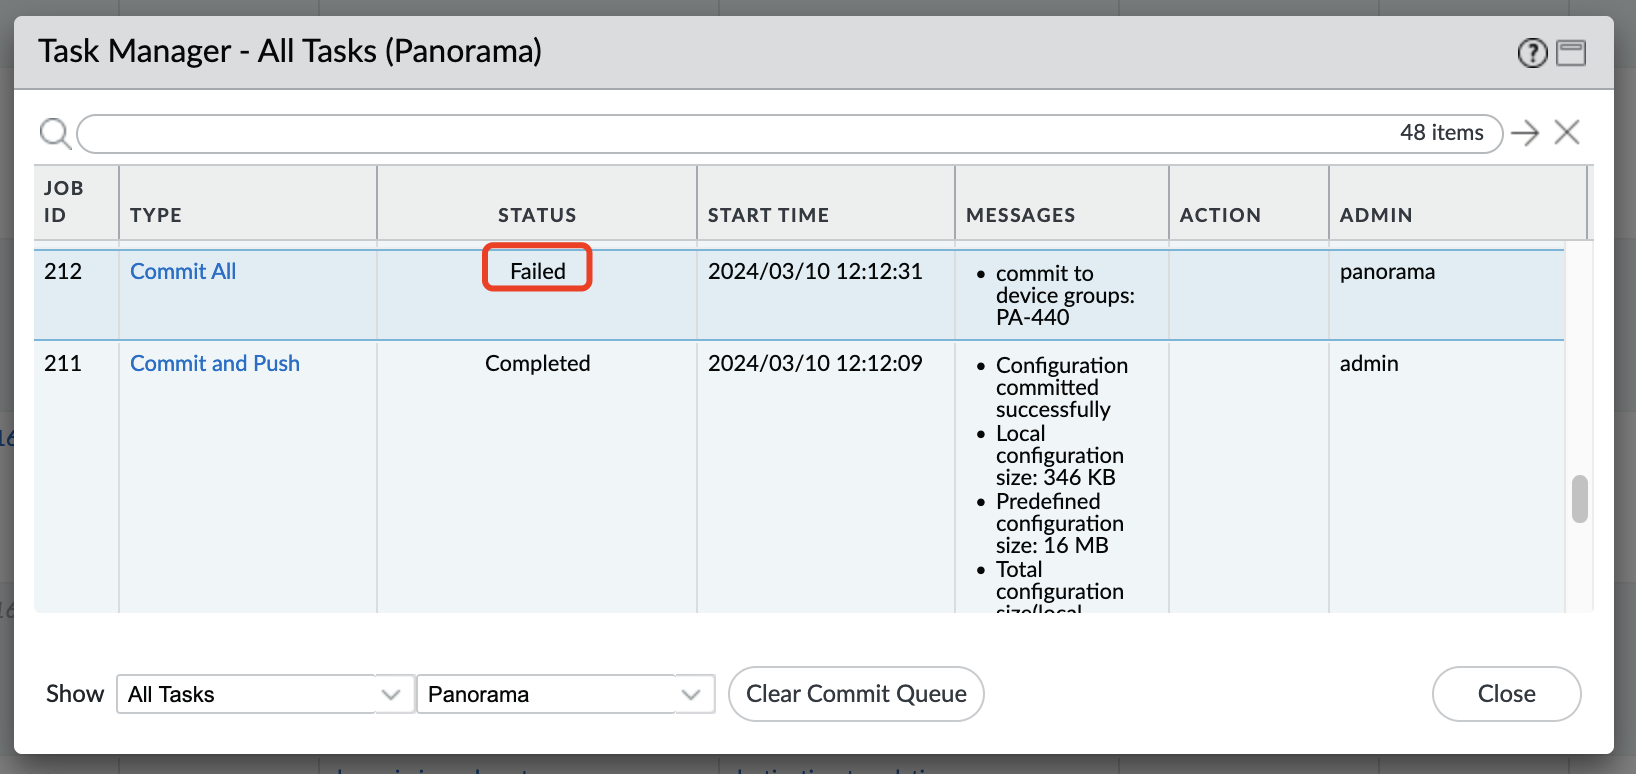 Task Manager - All Tasks (Panorama)
?
48 items
JOB ID
TYPE
STATUS
START TIME
MESSAGES
ACTION
ADMIN
212
Commit All
Failed
2024/03/10 12:12:31
• commit to
device groups:
PA-440
panorama
211
Commit and Push
Completed
2024/03/10 12:12:09
• Configuration
committed
successfully
• Local
configuration
size: 346 KB
• Predefined
configuration
size: 16 MB
• Total
configuration
size(local
admin
Show
All Tasks
Panorama
Clear Commit Queue
Close